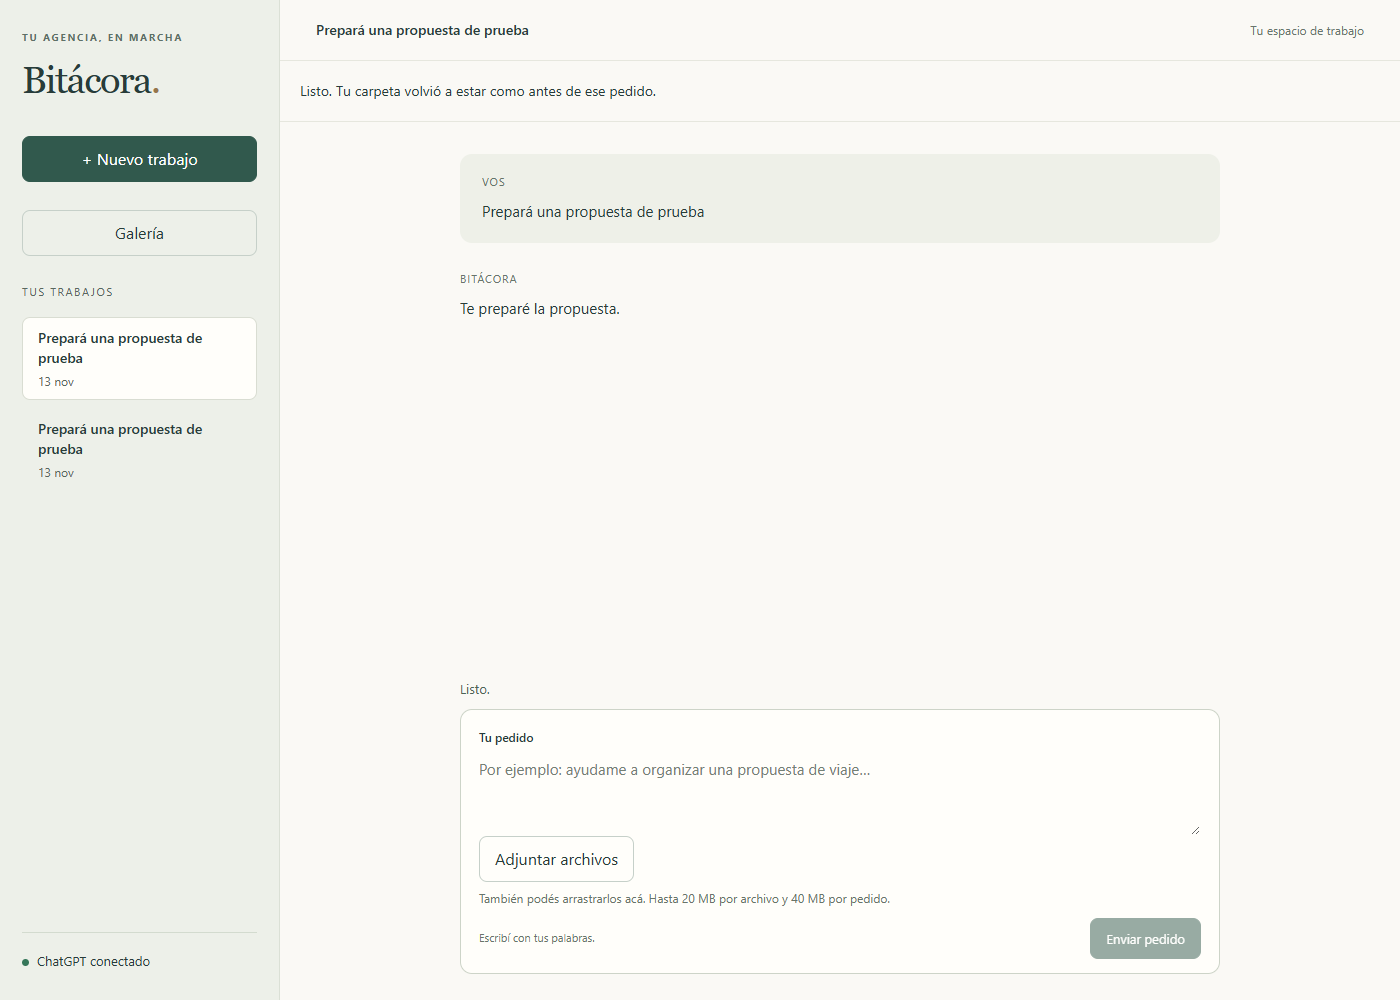 TU AGENCIA, EN MARCHA
Bitácora.
+ Nuevo trabajo
Galería
TUS TRABAJOS
Prepará una propuesta de
prueba
13 nov
Prepará una propuesta de
prueba
13 nov
ChatGPT conectado
Prepará una propuesta de prueba
Tu espacio de trabajo
Listo. Tu carpeta volvió a estar como antes de ese pedido.
VOS
Prepará una propuesta de prueba
BITÁCORA
Te preparé la propuesta.
Listo.
Tu pedido
Por ejemplo: ayudame a organizar una propuesta de viaje...
Adjuntar archivos
También podés arrastrarlos acá. Hasta 20 MB por archivo y 40 MB por pedido.
Escribí con tus palabras.
Enviar pedido